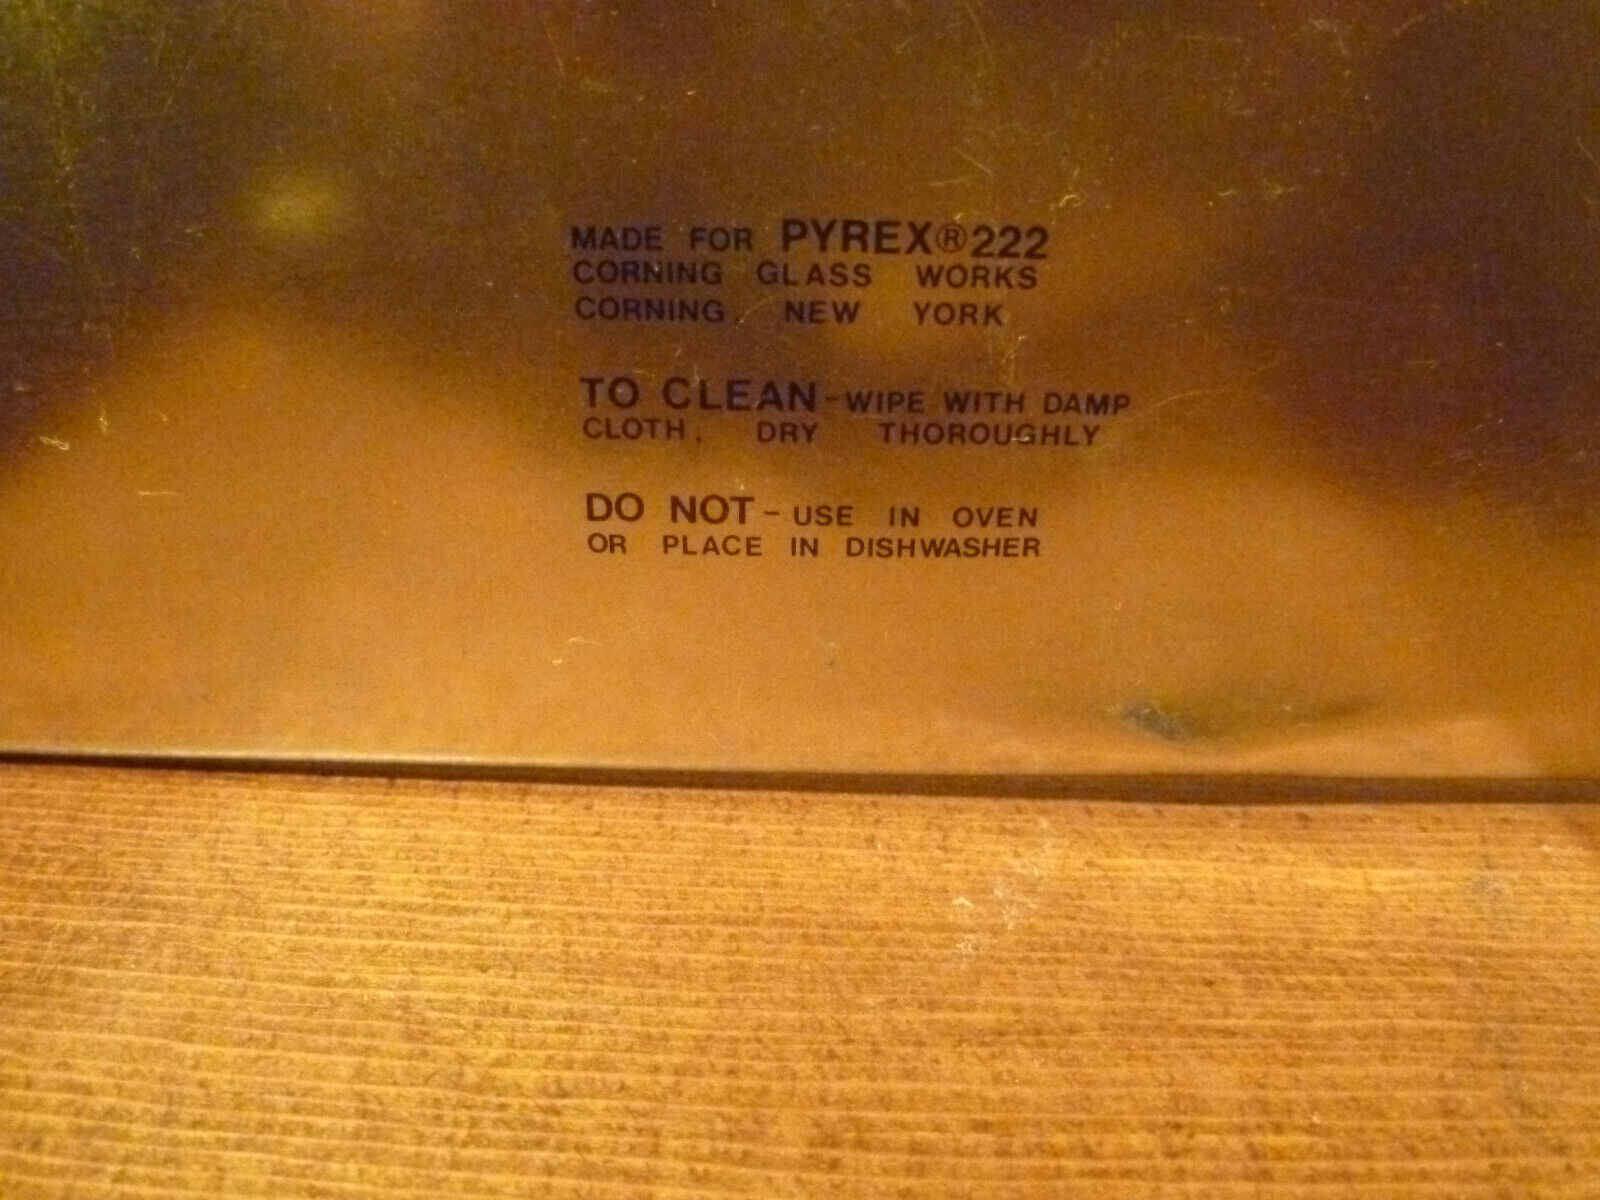 MADE FOR PYREX®222
CORNING GLASS WORKS
CORNING, NEW YORK
TO CLEAN-WIPE WITH DAMP
CLOTH, DRY THOROUGHLY
DO NOT-USE IN OVEN
OR PLACE IN DISHWASHER